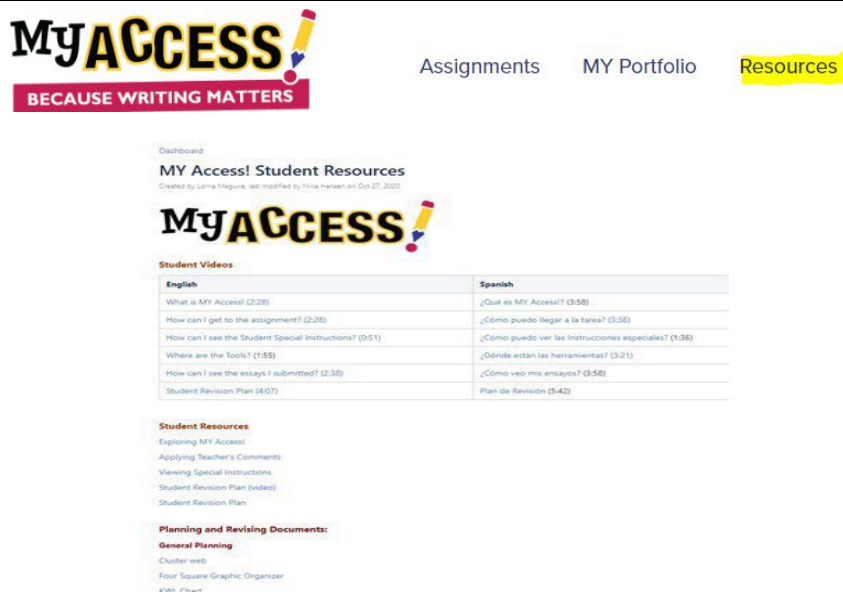 MYACCESS!
BECAUSE WRITING MATTERS
Assignments MY Portfolio Resources
Dashboard
MY Access! Student Resources
Created by Lorna Maguire, last modified by Nina Hansen on Oct 27, 2020
MYACCESS!
Student Videos
English Spanish
What is MY Access! (2:28) ¿Qué es MY Access!? (3:58)
How can I get to the assignment? (2:28) ¿Cómo puedo llegar a la tarea? (3:38)
How can I see the Student Special Instructions? (0:51) ¿Cómo puedo ver las Instrucciones especiales? (1:36)
Where are the Tools? (1:55) ¿Dónde están las herramientas? (3:21)
How can I see the essays I submitted? (2:38) ¿Cómo veo mis ensayos? (3:58)
Student Revision Plan (4:07) Plan de Revisión (5:42)
Student Resources
Exploring MY Access!
Applying Teacher's Comments
Viewing Special Instructions
Student Revision Plan (video)
Student Revision Plan
Planning and Revising Documents:
General Planning
Cluster web
Four Square Graphic Organizer
KWL Chart